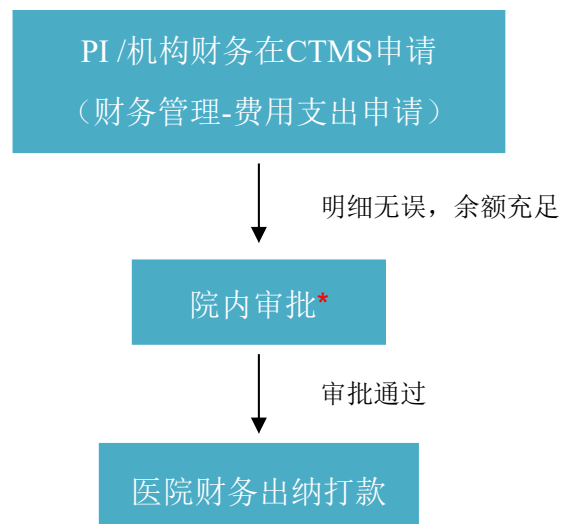 PI /机构财务在CTMS申请
（财务管理-费用支出申请）
明细无误，余额充足
院内审批*
审批通过
医院财务出纳打款